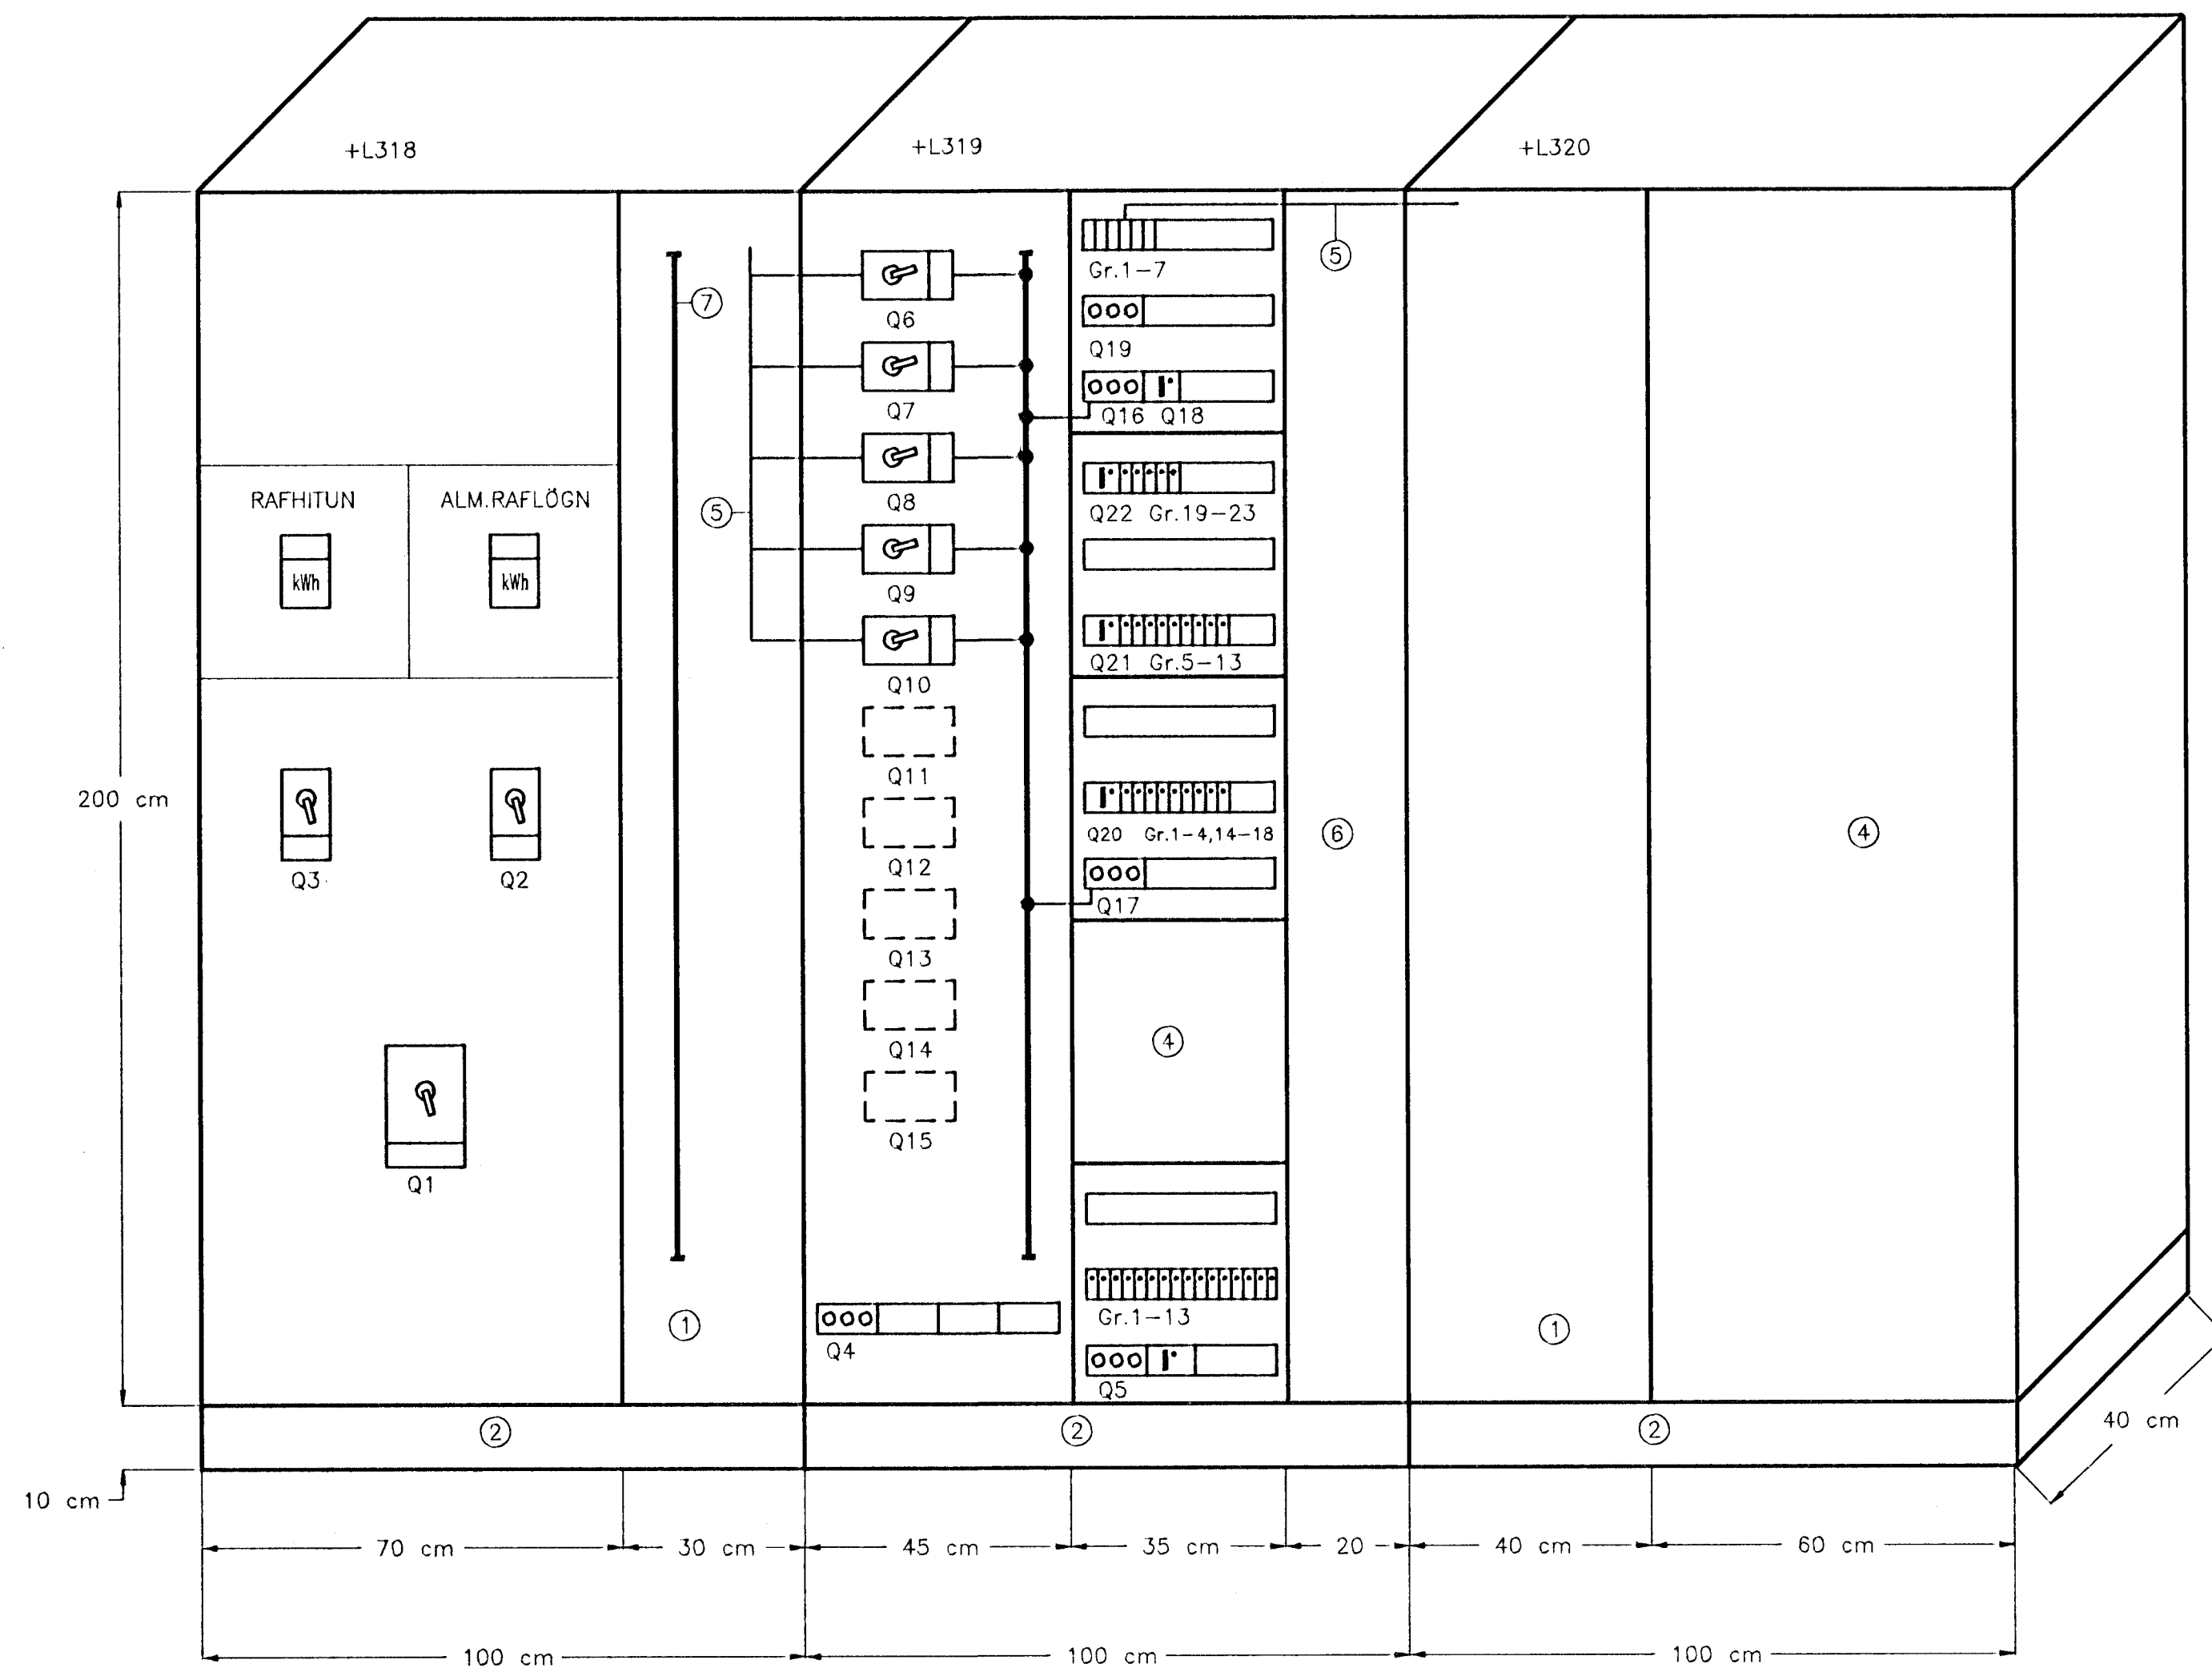 +L318
+L319
+L320
RAFHITUN
ALM.RAFLÖGN
kWh
kWh
Q3
Q2
Q1
7
5
1
Q6
Q7
Q8
Q9
Q10
Q11
Q12
Q13
Q14
Q15
Q4
Gr.1-7
Q19
Q16 Q18
Q22 Gr.19-23
Q21 Gr.5-13
Q20 Gr.1-4,14-18
Q17
4
Gr.1-13
Q5
5
6
4
1
2
2
2
200 cm
10 cm
40 cm
70 cm
30 cm
45 cm
35 cm
20
40 cm
60 cm
100 cm
100 cm
100 cm